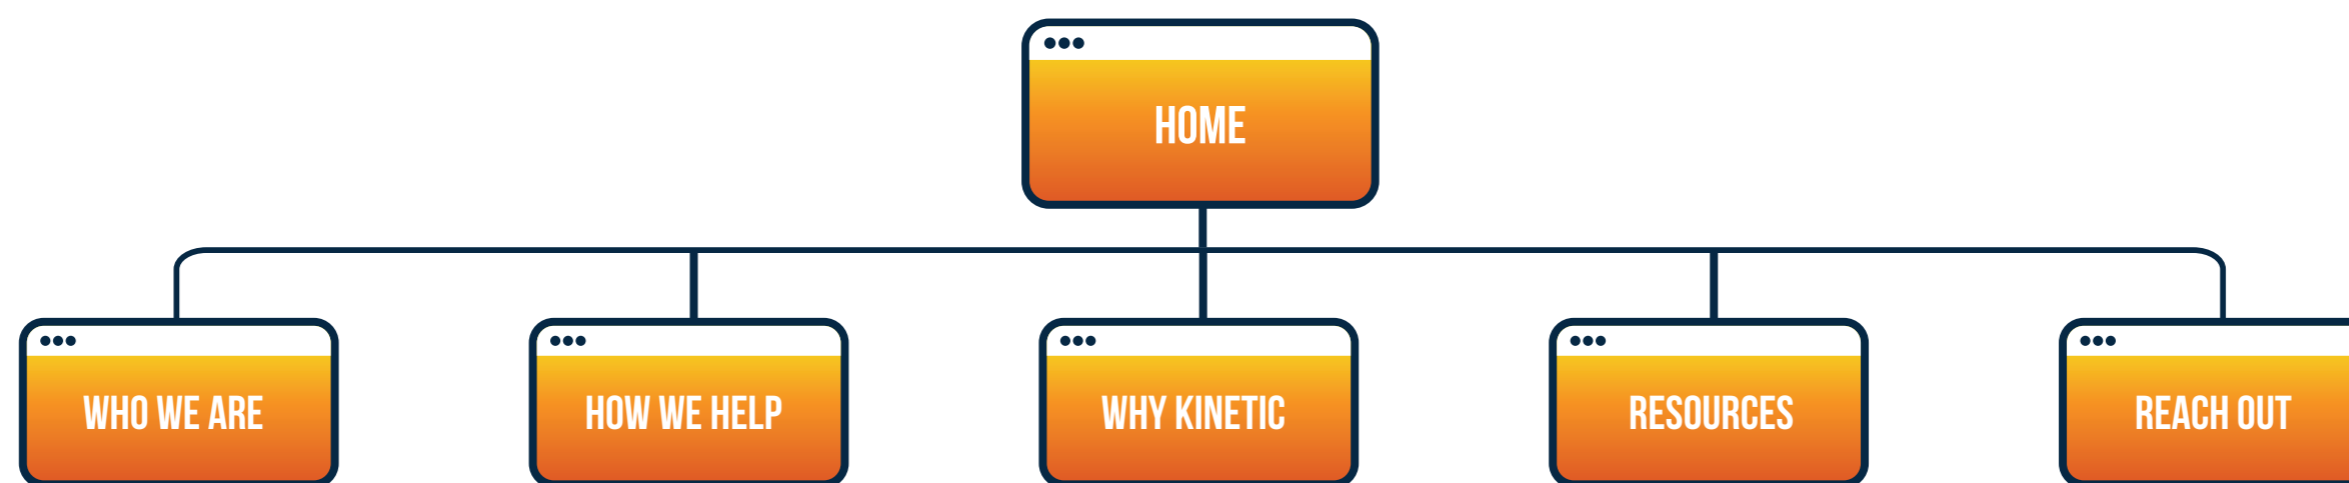 HOME
WHO WE ARE
HOW WE HELP
WHY KINETIC
RESOURCES
REACH OUT